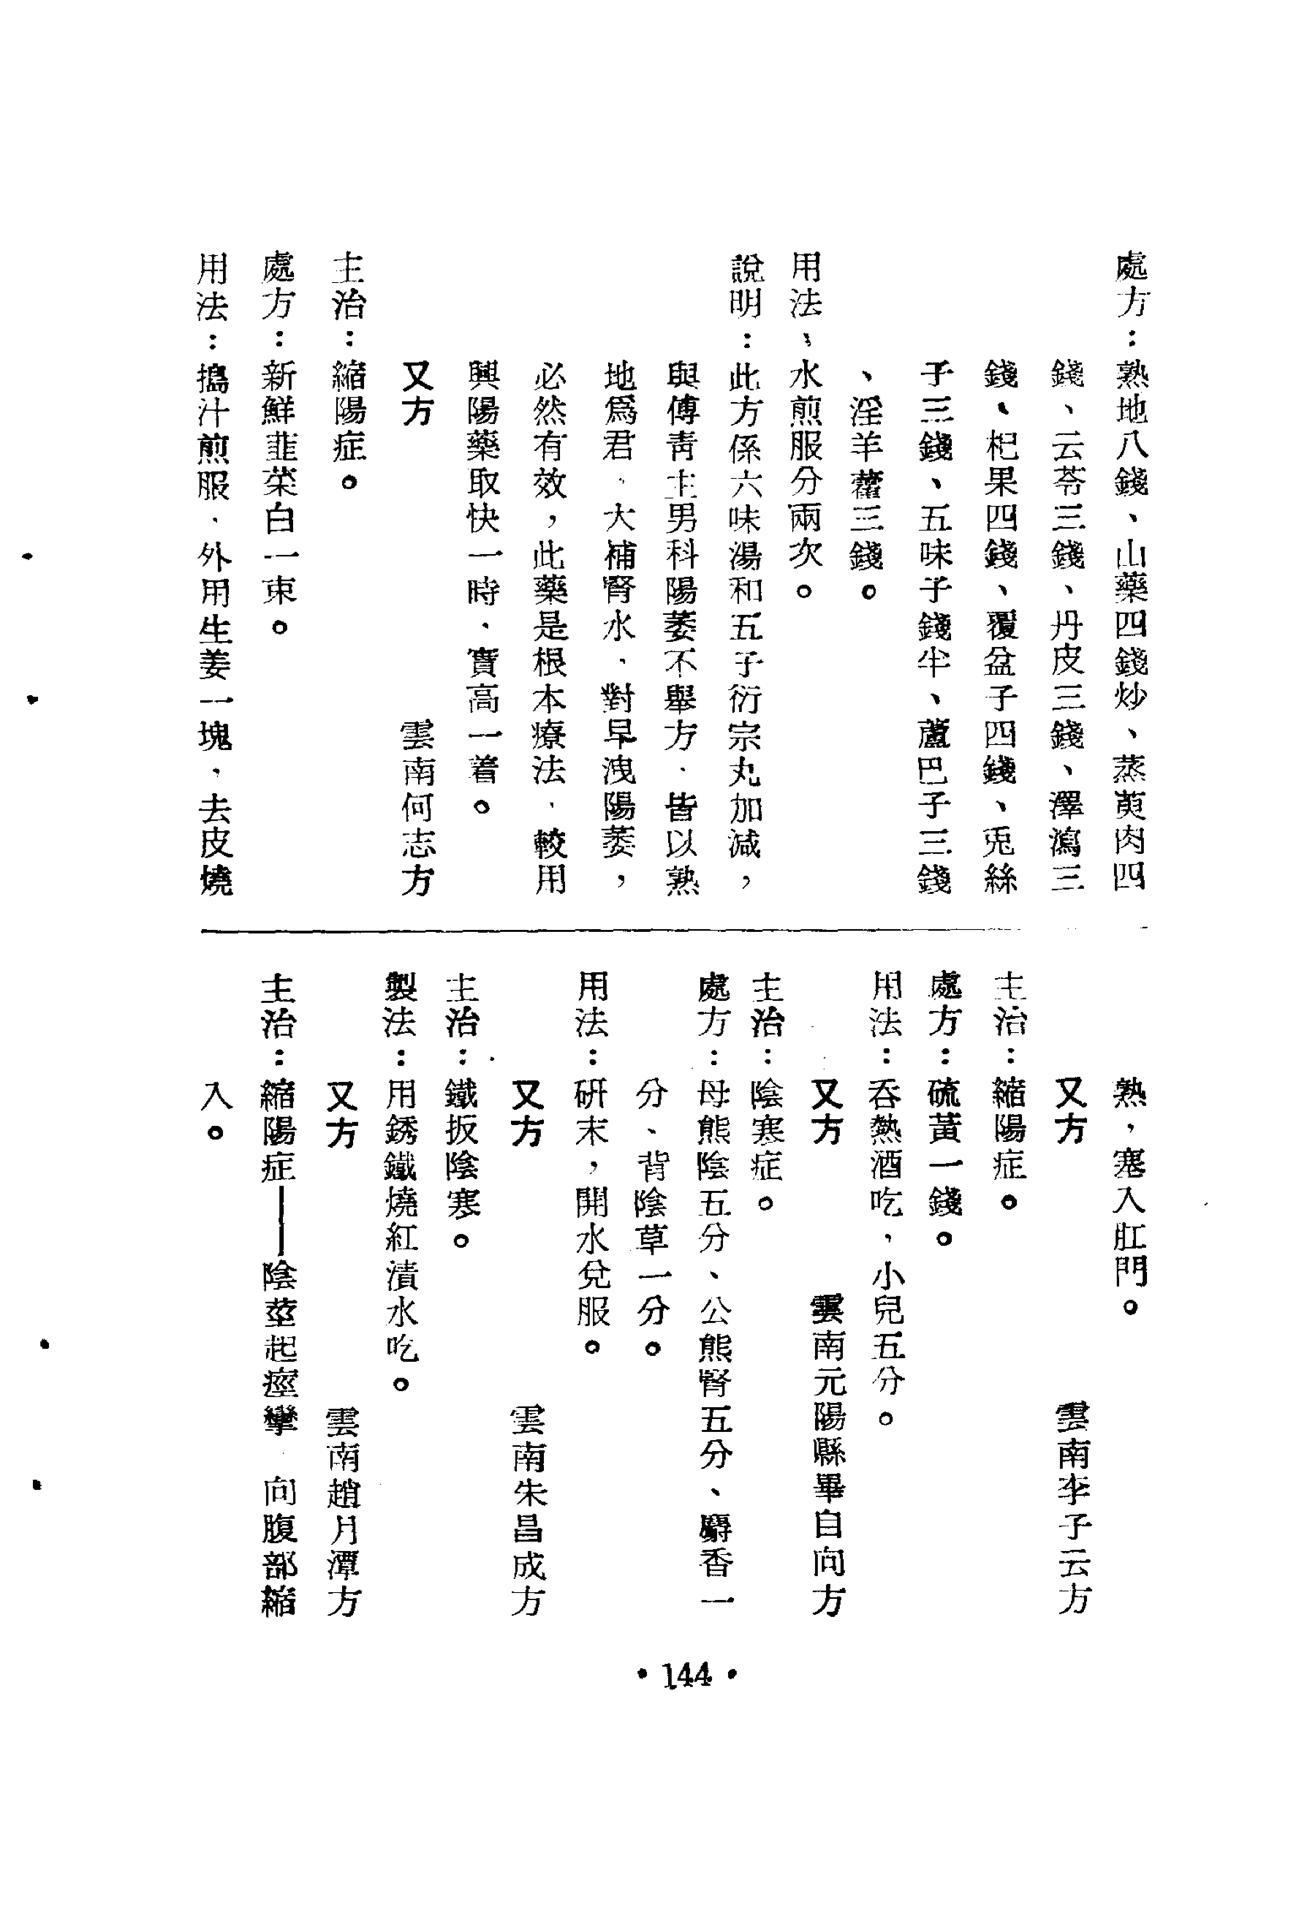 處方：熟地八錢、山藥四錢炒、蒸萸肉四
錢、云苓三錢、丹皮三錢、澤瀉三
錢、杞果四錢、覆盆子四錢、兎絲
子三錢、五味子錢半、蘆巴子三錢
、淫羊藿三錢。
用法：水煎服分兩次。
說明：此方係六味湯和五子衍宗丸加減，
與傅靑主男科陽萎不舉方，皆以熟
地爲君，大補腎水，對早洩陽萎，
必然有效，此藥是根本療法，較用
興陽藥取快一時，實高一着。
又方　雲南何志方
主治：縮陽症。
處方：新鮮韭菜白一束。
用法：搗汁煎服，外用生姜一塊，去皮燒
熟，塞入肛門。
又方　雲南李子云方
主治：縮陽症。
處方：硫黃一錢。
用法：吞熱酒吃，小兒五分。
又方　雲南元陽縣畢自向方
主治：陰寒症。
處方：母熊陰五分、公熊腎五分、麝香一
分、背陰草一分。
用法：研末，開水兌服。
又方　雲南朱昌成方
主治：鐵扳陰寒。
製法：用銹鐵燒紅漬水吃。
又方　雲南趙月潭方
主治：縮陽症——陰莖起痙攣　向腹部縮
入。
• 144 •